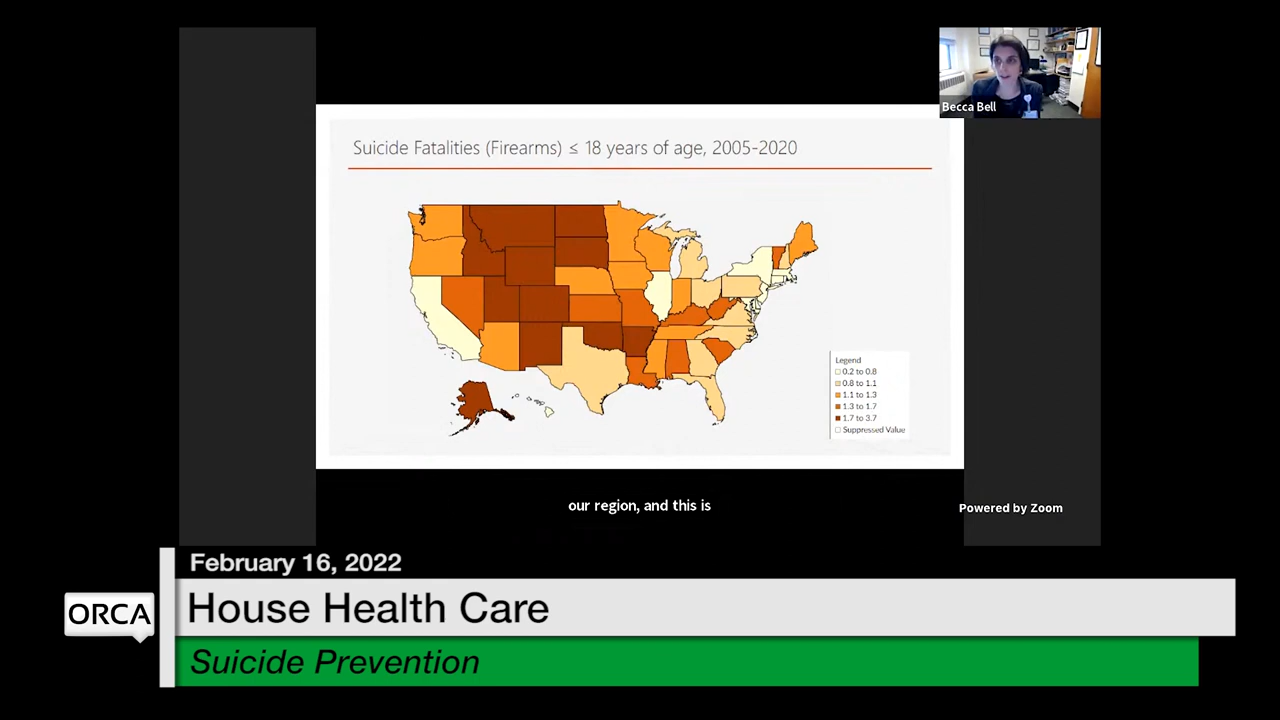 Becca Bell
Suicide Fatalities (Firearms) ≤ 18 years of age, 2005-2020
Legend
0.2 to 0.8
0.8 to 1.1
1.1 to 1.3
1.3 to 1.7
1.7 to 3.7
Suppressed Value
our region, and this is
Powered by Zoom
February 16, 2022
ORCA
House Health Care
Suicide Prevention